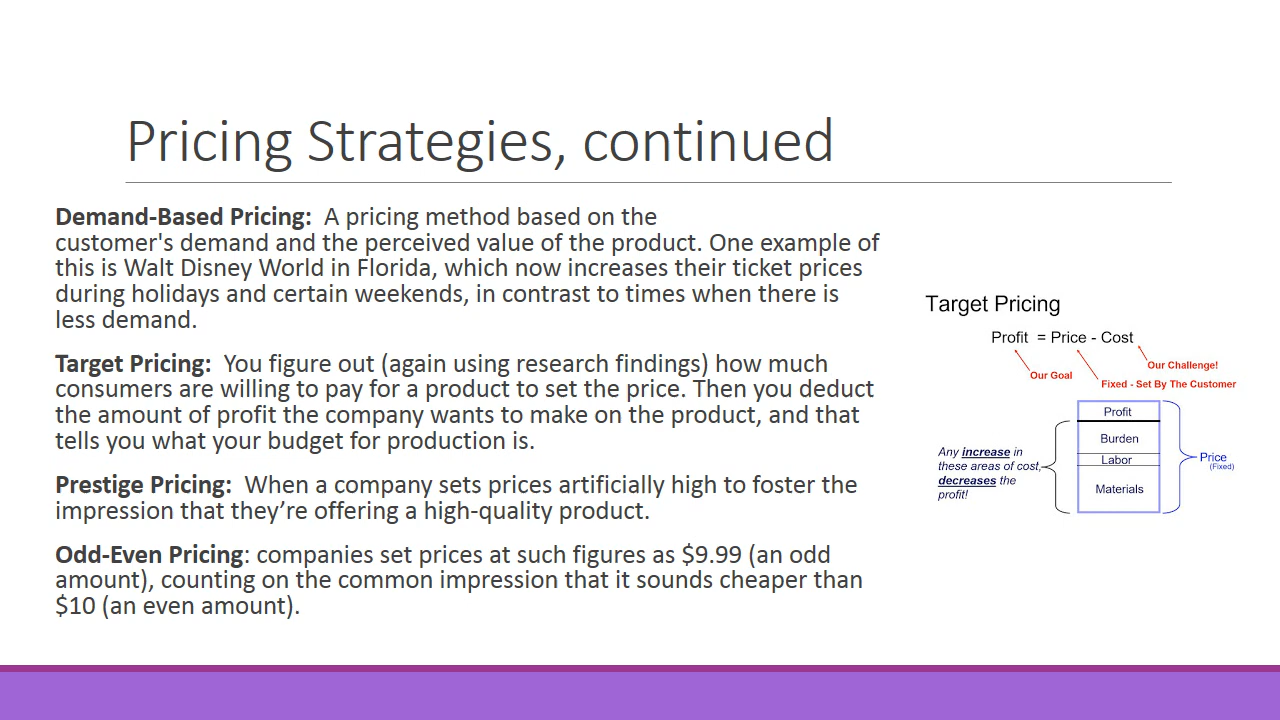 Pricing Strategies, continued
Demand-Based Pricing:  A pricing method based on the
customer's demand and the perceived value of the product. One example of
this is Walt Disney World in Florida, which now increases their ticket prices
during holidays and certain weekends, in contrast to times when there is
less demand.
Target Pricing:  You figure out (again using research findings) how much
consumers are willing to pay for a product to set the price. Then you deduct
the amount of profit the company wants to make on the product, and that
tells you what your budget for production is.
Prestige Pricing:  When a company sets prices artificially high to foster the
impression that they’re offering a high-quality product.
Odd-Even Pricing: companies set prices at such figures as $9.99 (an odd
amount), counting on the common impression that it sounds cheaper than
$10 (an even amount).
Target Pricing
Profit = Price - Cost
Our Challenge!
Our Goal
Fixed - Set By The Customer
Profit
Burden
Labor
Materials
Any increase in
these areas of cost,
decreases the
profit!
Price
(Fixed)